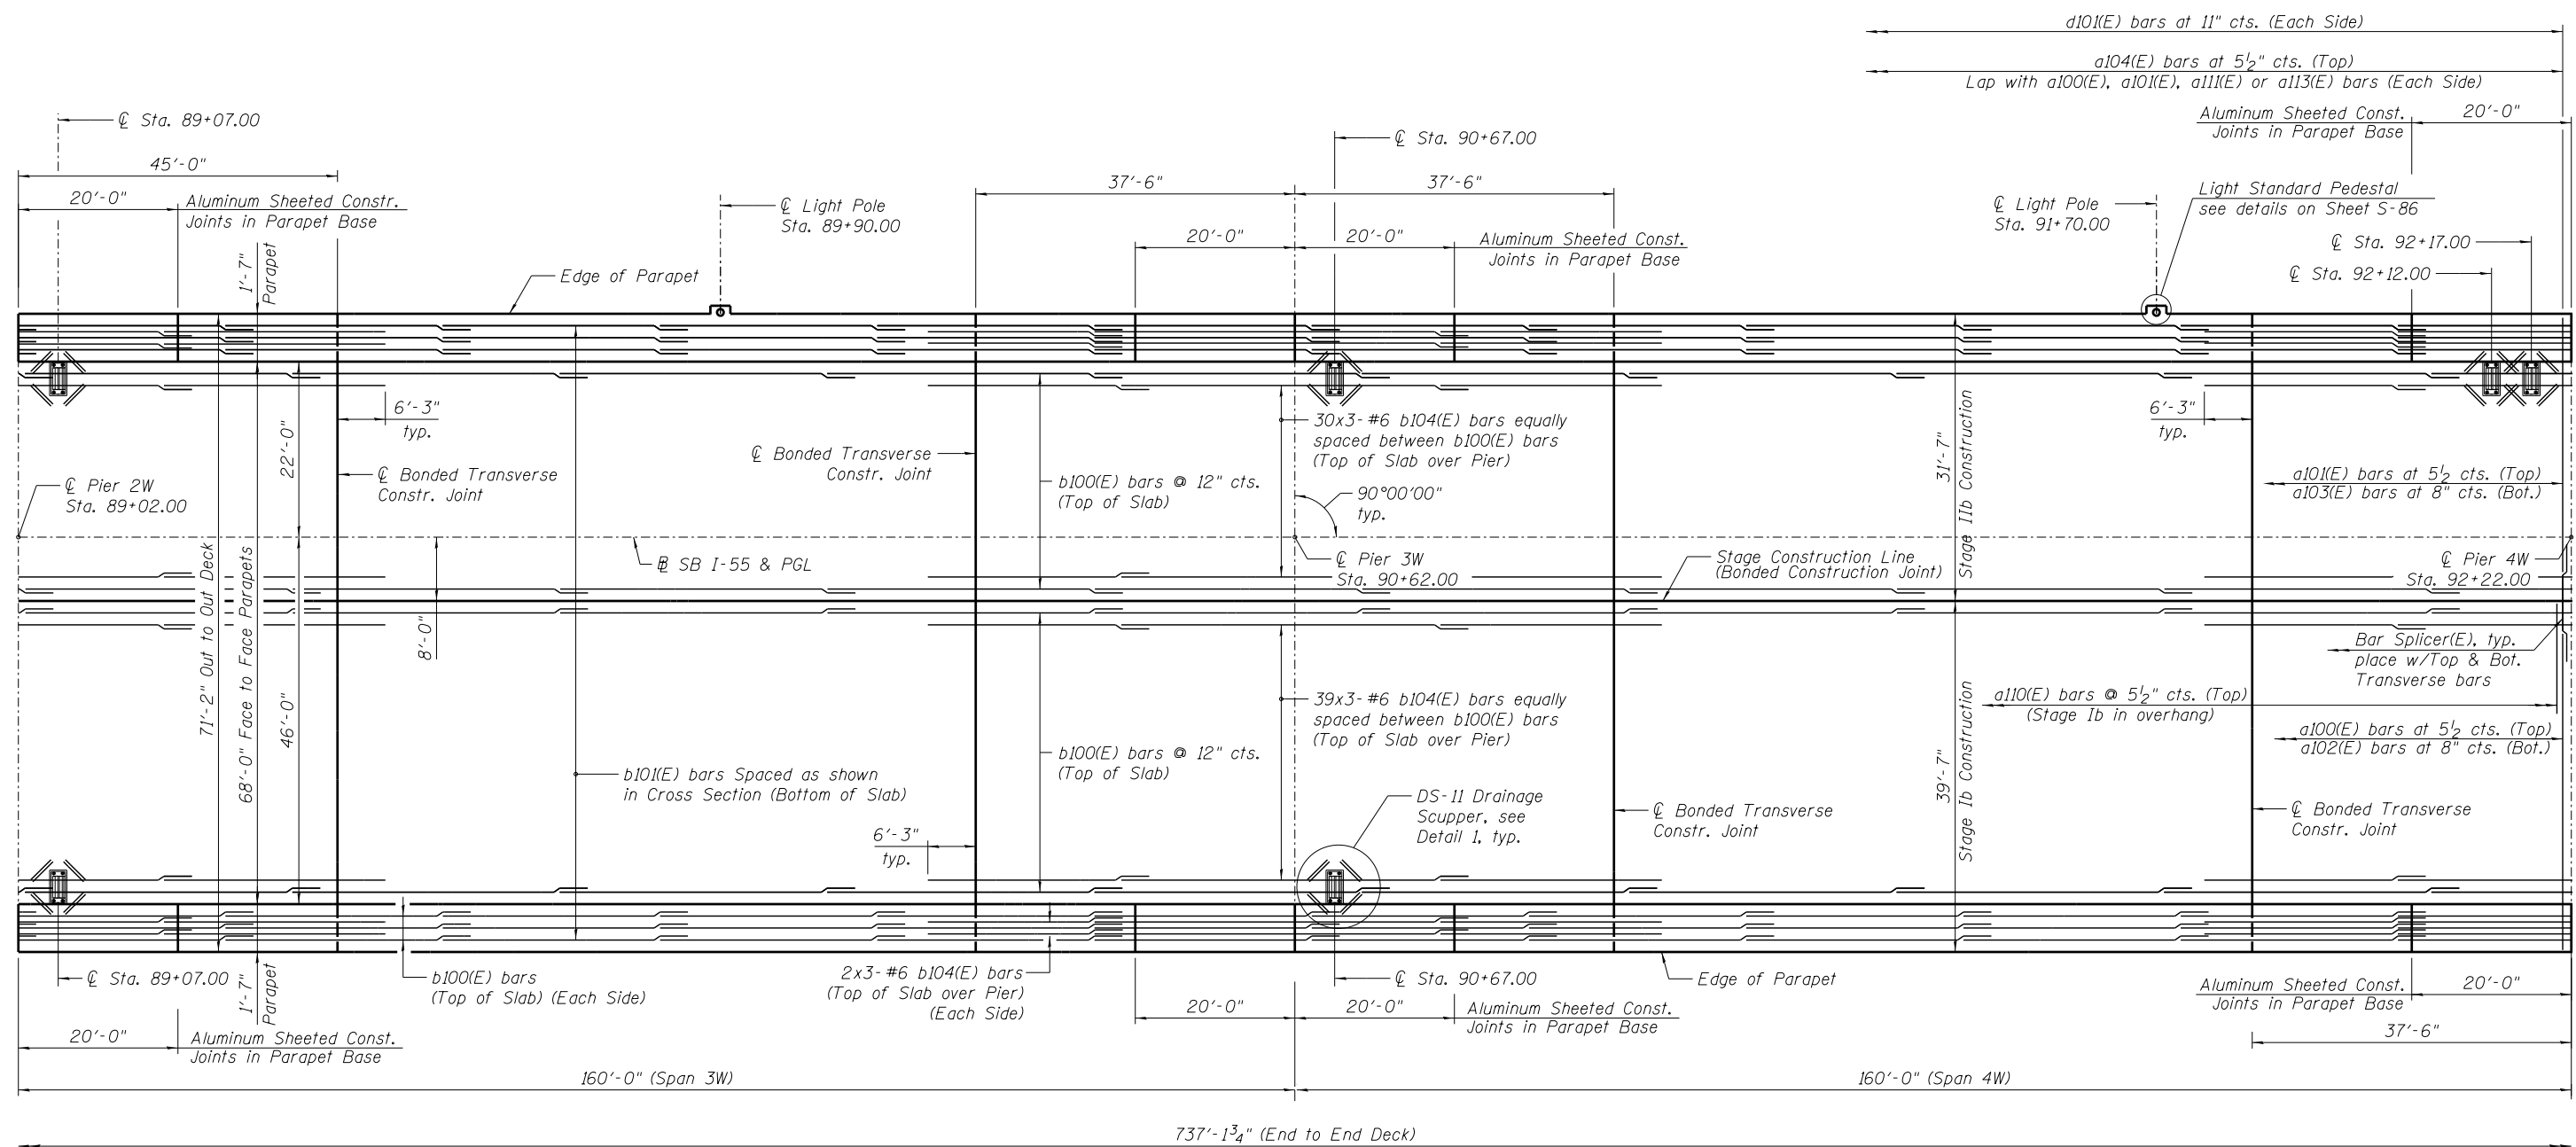 d101(E) bars at 11" cts. (Each Side)
a104(E) bars at 5½" cts. (Top)
Lap with a100(E), a101(E), a111(E) or a113(E) bars (Each Side)
℄ Sta. 89+07.00
45'-0"
20'-0"
Aluminum Sheeted Constr.
Joints in Parapet Base
1'-7"
Parapet
℄ Light Pole
Sta. 89+90.00
Edge of Parapet
37'-6"
37'-6"
℄ Sta. 90+67.00
20'-0"
20'-0"
Aluminum Sheeted Const.
Joints in Parapet Base
℄ Light Pole
Sta. 91+70.00
Light Standard Pedestal
see details on Sheet S-86
Aluminum Sheeted Const.
Joints in Parapet Base
20'-0"
℄ Sta. 92+17.00
℄ Sta. 92+12.00
6'-3"
typ.
22'-0"
℄ Pier 2W
Sta. 89+02.00
℄ Bonded Transverse
Constr. Joint
℄ Bonded Transverse
Constr. Joint
b100(E) bars @ 12" cts.
(Top of Slab)
30x3-#6 b104(E) bars equally
spaced between b100(E) bars
(Top of Slab over Pier)
90°00'00"
typ.
31'-7"
Stage IIb Construction
6'-3"
typ.
a101(E) bars at 5½ cts. (Top)
a103(E) bars at 8" cts. (Bot.)
71'-2" Out to Out Deck
68'-0" Face to Face Parapets
46'-0"
8'-0"
℄ SB I-55 & PGL
℄ Pier 3W
Sta. 90+62.00
Stage Construction Line
(Bonded Construction Joint)
℄ Pier 4W
Sta. 92+22.00
Bar Splicer(E), typ.
place w/Top & Bot.
Transverse bars
39x3-#6 b104(E) bars equally
spaced between b100(E) bars
(Top of Slab over Pier)
b100(E) bars @ 12" cts.
(Top of Slab)
39'-7"
Stage Ib Construction
a110(E) bars @ 5½" cts. (Top)
(Stage Ib in overhang)
a100(E) bars at 5½ cts. (Top)
a102(E) bars at 8" cts. (Bot.)
b101(E) bars Spaced as shown
in Cross Section (Bottom of Slab)
6'-3"
typ.
DS-11 Drainage
Scupper, see
Detail 1, typ.
℄ Bonded Transverse
Constr. Joint
℄ Bonded Transverse
Constr. Joint
℄ Sta. 89+07.00
1'-7"
Parapet
b100(E) bars
(Top of Slab) (Each Side)
2x3-#6 b104(E) bars
(Top of Slab over Pier)
(Each Side)
℄ Sta. 90+67.00
Edge of Parapet
20'-0"
Aluminum Sheeted Const.
Joints in Parapet Base
20'-0"
20'-0"
Aluminum Sheeted Const.
Joints in Parapet Base
Aluminum Sheeted Const.
Joints in Parapet Base
20'-0"
37'-6"
160'-0" (Span 3W)
160'-0" (Span 4W)
737'-1¾" (End to End Deck)